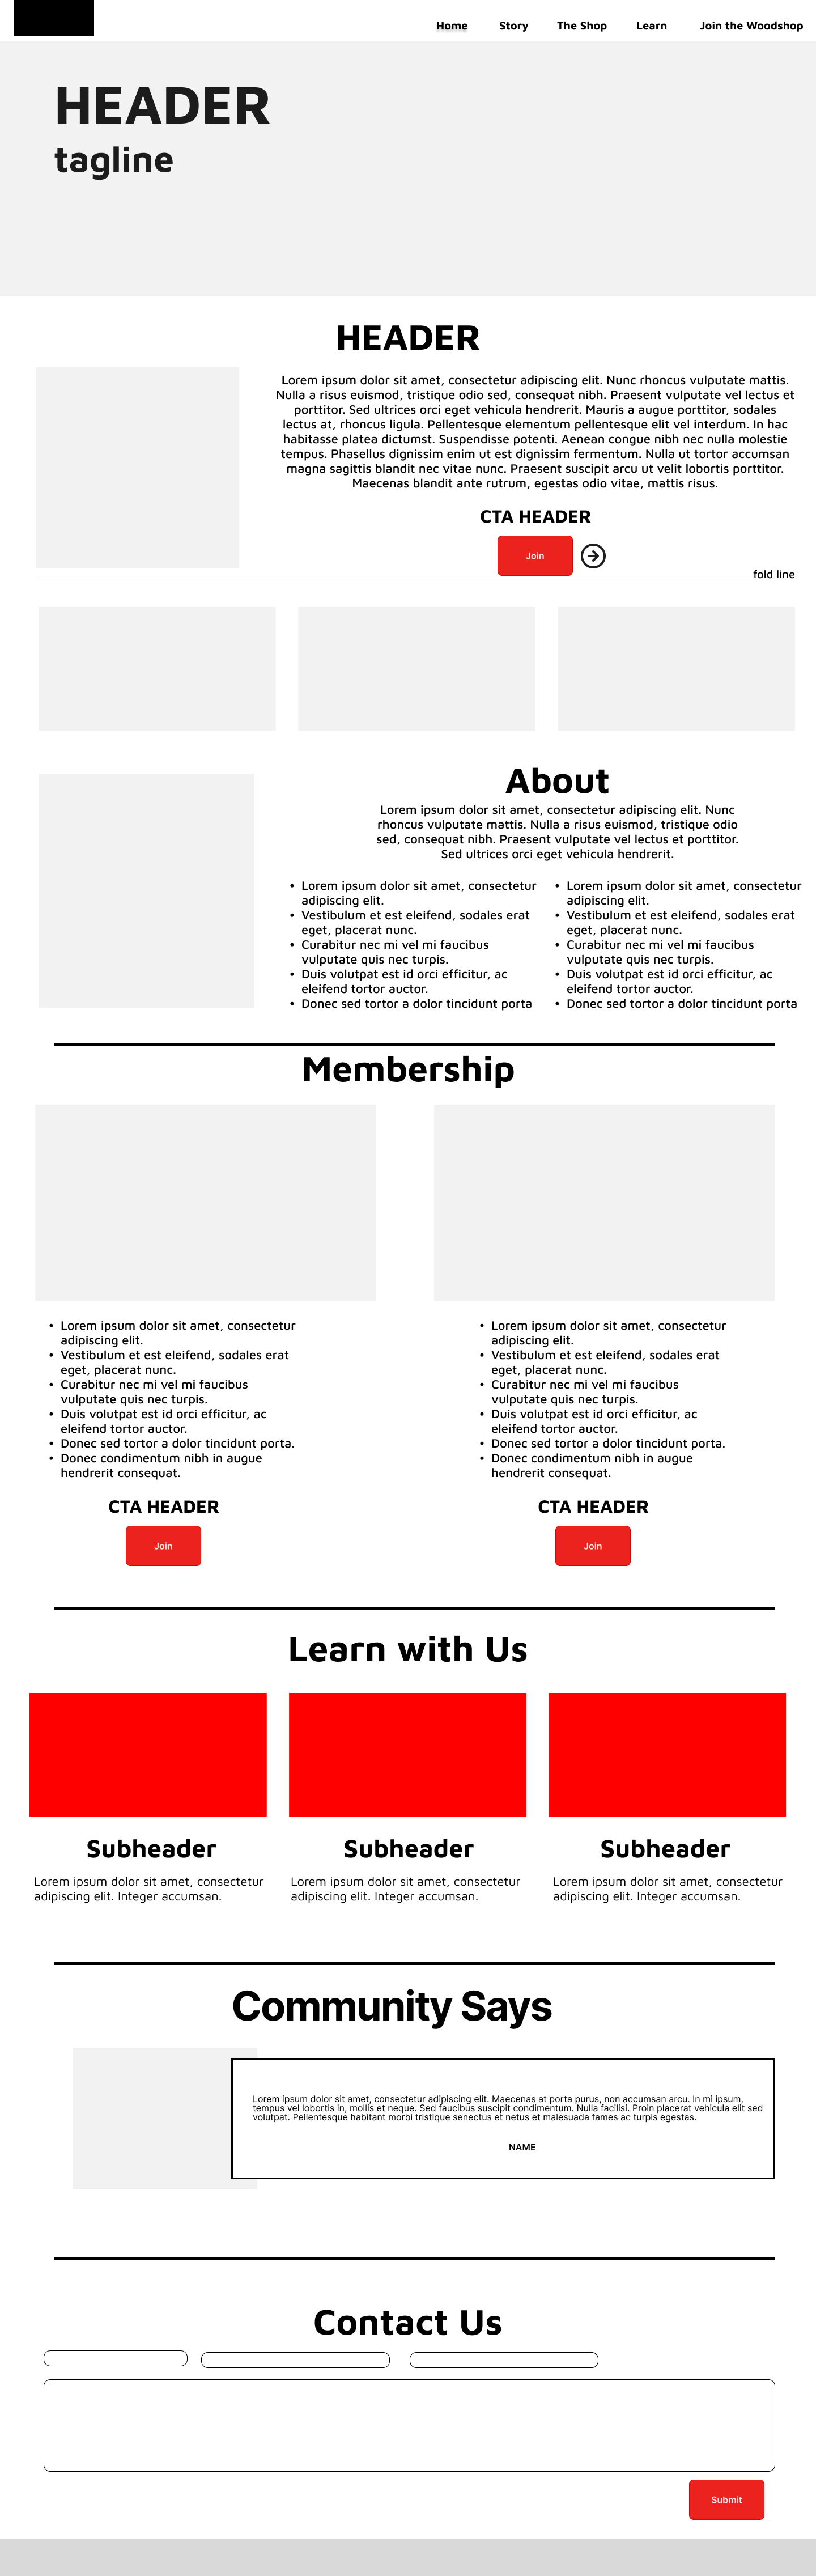 Home Story The Shop Learn Join the Woodshop
HEADER
tagline
HEADER
Lorem ipsum dolor sit amet, consectetur adipiscing elit. Nunc rhoncus vulputate mattis.
Nulla a risus euismod, tristique odio sed, consequat nibh. Praesent vulputate vel lectus et
porttitor. Sed ultrices orci eget vehicula hendrerit. Mauris a augue porttitor, sodales
lectus at, rhoncus ligula. Pellentesque elementum pellentesque elit vel interdum. In hac
habitasse platea dictumst. Suspendisse potenti. Aenean congue nibh nec nulla molestie
tempus. Phasellus dignissim enim ut est dignissim fermentum. Nulla ut tortor accumsan
magna sagittis blandit nec vitae nunc. Praesent suscipit arcu ut velit lobortis porttitor.
Maecenas blandit ante rutrum, egestas odio vitae, mattis risus.
CTA HEADER
Join
fold line
About
Lorem ipsum dolor sit amet, consectetur adipiscing elit. Nunc
rhoncus vulputate mattis. Nulla a risus euismod, tristique odio
sed, consequat nibh. Praesent vulputate vel lectus et porttitor.
Sed ultrices orci eget vehicula hendrerit.
• Lorem ipsum dolor sit amet, consectetur
adipiscing elit.
• Vestibulum et est eleifend, sodales erat
eget, placerat nunc.
• Curabitur nec mi vel mi faucibus
vulputate quis nec turpis.
• Duis volutpat est id orci efficitur, ac
eleifend tortor auctor.
• Donec sed tortor a dolor tincidunt porta
• Lorem ipsum dolor sit amet, consectetur
adipiscing elit.
• Vestibulum et est eleifend, sodales erat
eget, placerat nunc.
• Curabitur nec mi vel mi faucibus
vulputate quis nec turpis.
• Duis volutpat est id orci efficitur, ac
eleifend tortor auctor.
• Donec sed tortor a dolor tincidunt porta
Membership
• Lorem ipsum dolor sit amet, consectetur
adipiscing elit.
• Vestibulum et est eleifend, sodales erat
eget, placerat nunc.
• Curabitur nec mi vel mi faucibus
vulputate quis nec turpis.
• Duis volutpat est id orci efficitur, ac
eleifend tortor auctor.
• Donec sed tortor a dolor tincidunt porta.
• Donec condimentum nibh in augue
hendrerit consequat.
CTA HEADER
Join
• Lorem ipsum dolor sit amet, consectetur
adipiscing elit.
• Vestibulum et est eleifend, sodales erat
eget, placerat nunc.
• Curabitur nec mi vel mi faucibus
vulputate quis nec turpis.
• Duis volutpat est id orci efficitur, ac
eleifend tortor auctor.
• Donec sed tortor a dolor tincidunt porta.
• Donec condimentum nibh in augue
hendrerit consequat.
CTA HEADER
Join
Learn with Us
Subheader
Lorem ipsum dolor sit amet, consectetur
adipiscing elit. Integer accumsan.
Subheader
Lorem ipsum dolor sit amet, consectetur
adipiscing elit. Integer accumsan.
Subheader
Lorem ipsum dolor sit amet, consectetur
adipiscing elit. Integer accumsan.
Community Says
Lorem ipsum dolor sit amet, consectetur adipiscing elit. Maecenas at porta purus, non accumsan arcu. In mi ipsum,
tempus vel lobortis in, mollis et neque. Sed faucibus suscipit condimentum. Nulla facilisi. Proin placerat vehicula elit sed
volutpat. Pellentesque habitant morbi tristique senectus et netus et malesuada fames ac turpis egestas.
NAME
Contact Us
Submit